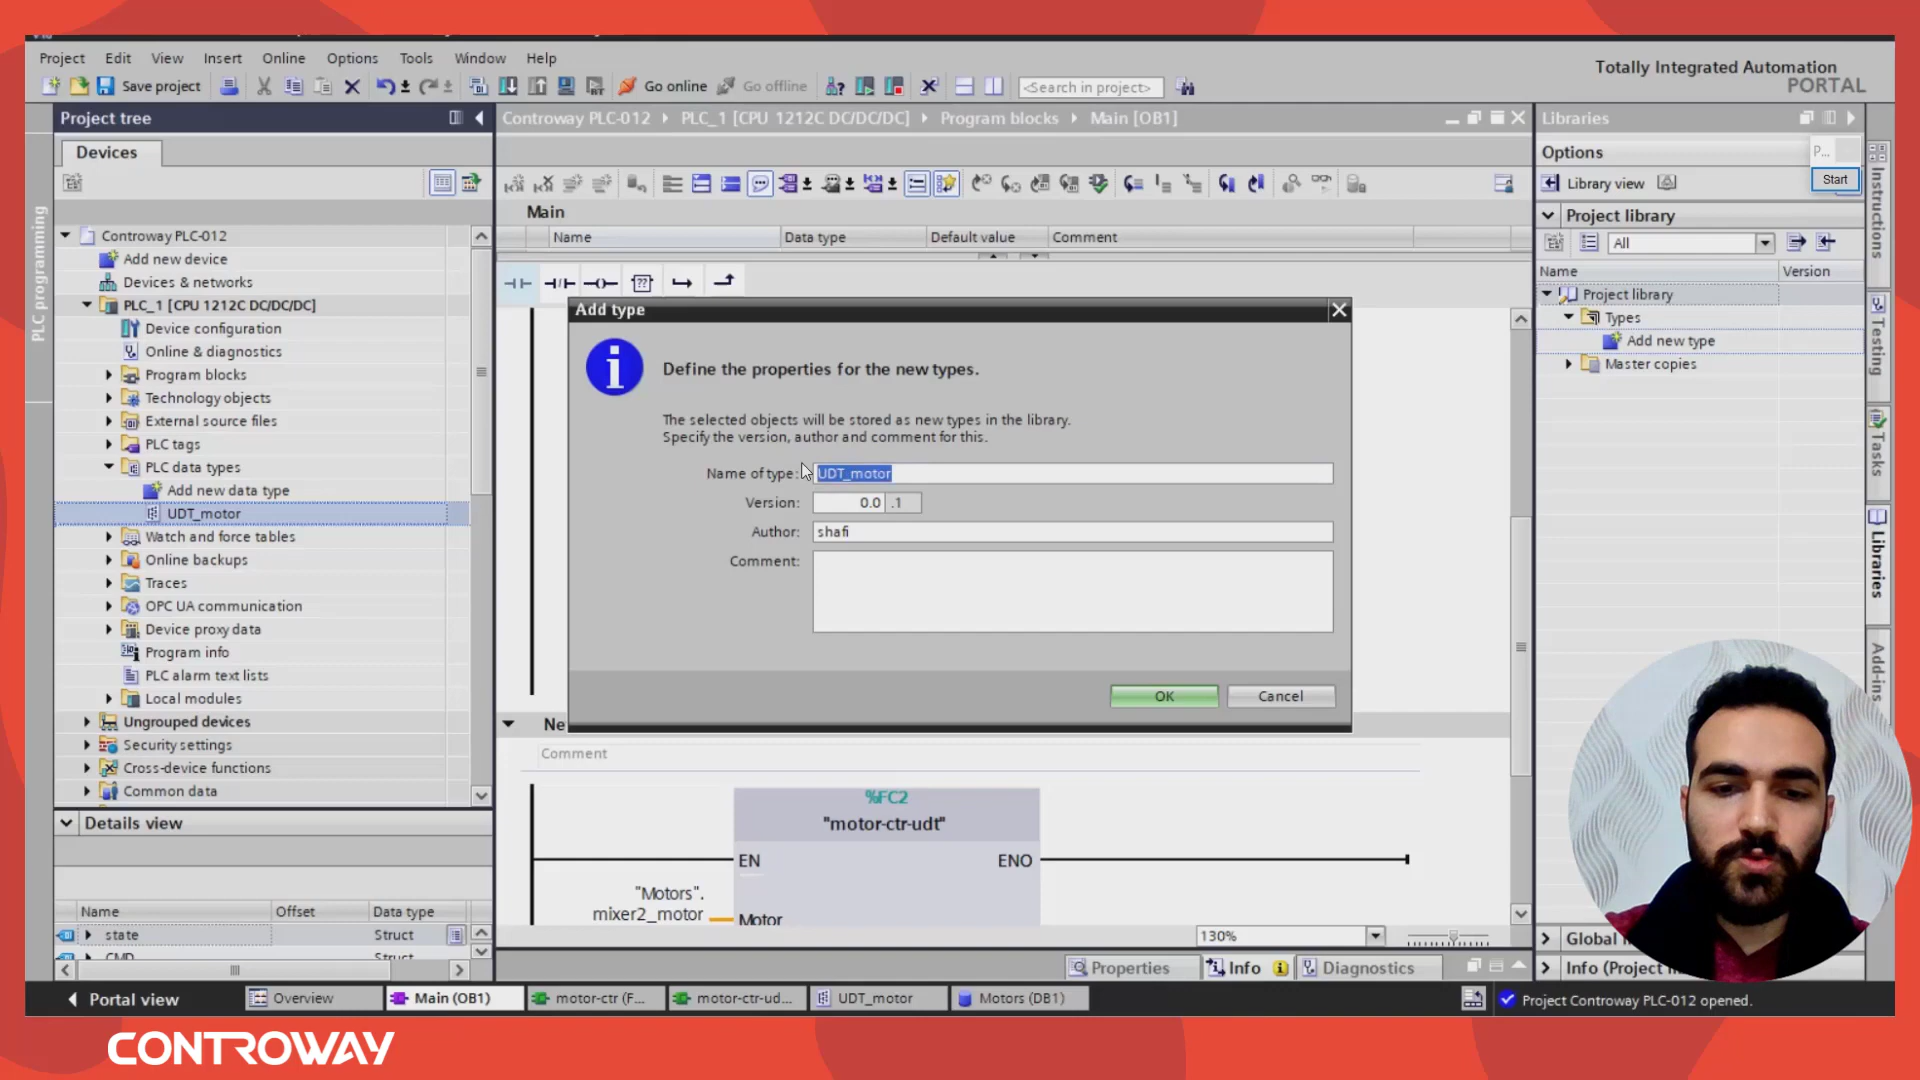 Project Edit View Insert Online Options Tools Window Help
Totally Integrated Automation
PORTAL
Save project
Go online
Go offline
<Search in project>
Project tree
Controway PLC-012 PLC_1 [CPU 1212C DC/DC/DC] Program blocks Main [OB1]
Libraries
Devices
Options
P...
Start
Library view
PLC programming
Main
Project library
Name Data type Default value Comment
All
Name Version
Controway PLC-012
Add new device
Devices & networks
PLC_1 [CPU 1212C DC/DC/DC]
Device configuration
Online & diagnostics
Program blocks
Technology objects
External source files
PLC tags
PLC data types
Add new data type
UDT_motor
Watch and force tables
Online backups
Traces
OPC UA communication
Device proxy data
Program info
PLC alarm text lists
Local modules
Ungrouped devices
Security settings
Cross-device functions
Common data
??
Add type
Define the properties for the new types.
The selected objects will be stored as new types in the library.
Specify the version, author and comment for this.
Name of type: UDT_motor
Version: 0.0 .1
Author: shafi
Comment:
OK Cancel
Project library
Types
Add new type
Master copies
Instructions
Testing
Tasks
Libraries
Add-ins
Ne
Comment
%FC2
"motor-ctr-udt"
EN ENO
"Motors".
mixer2_motor Motor
130%
Details view
Name Offset Data type
state Struct
CMD Struct
Properties Info Diagnostics
Global
Info (Project
Portal view
Overview
Main (OB1)
motor-ctr (F...
motor-ctr-ud...
UDT_motor
Motors (DB1)
Project Controway PLC-012 opened.
CONTROWAY